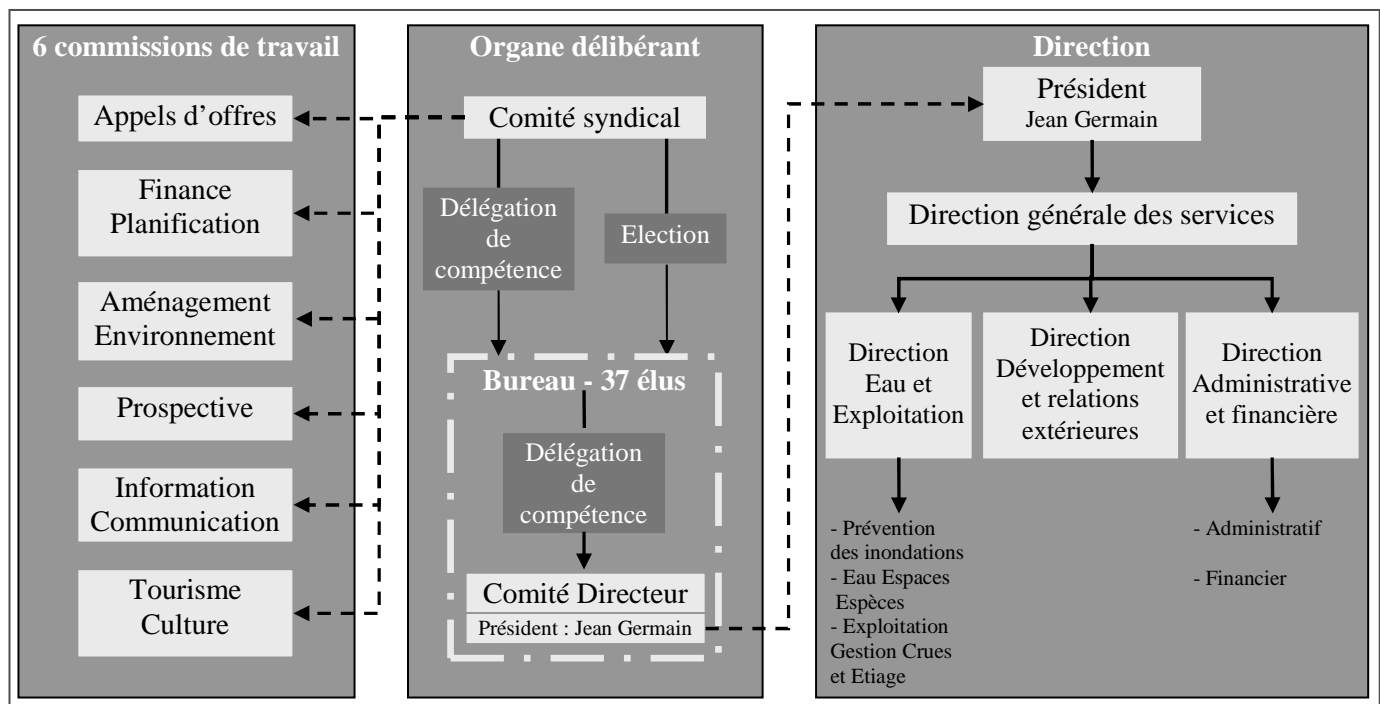 6 commissions de travail
Appels d'offres
Finance
Planification
Aménagement
Environnement
Prospective
Information
Communication
Tourisme
Culture
Organe délibérant
Comité syndical
Délégation
de
compétence
Election
Bureau - 37 élus
Délégation
de
compétence
Comité Directeur
Président : Jean Germain
Direction
Président
Jean Germain
Direction générale des services
Direction
Eau et
Exploitation
Direction
Développement
et relations
extérieures
Direction
Administrative
et financière
- Prévention
des inondations
- Eau Espaces
Espèces
- Exploitation
Gestion Crues
et Etiage
- Administratif
- Financier